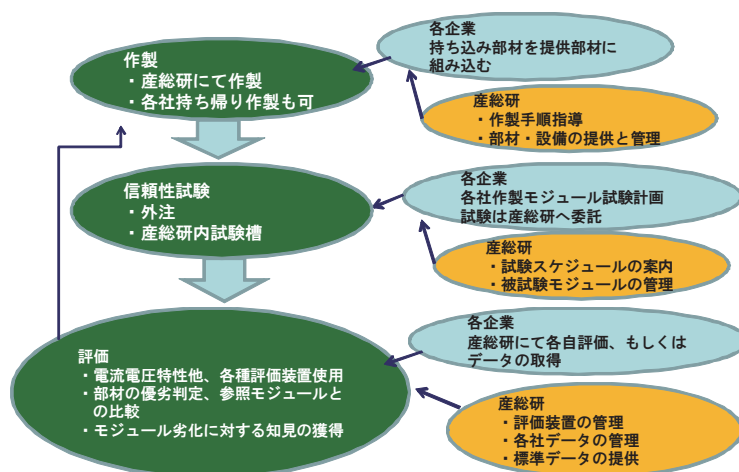 作製
・産総研にて作製
・各社持ち帰り作製も可
各企業
持ち込み部材を提供部材に
組み込む
産総研
・作製手順指導
・部材・設備の提供と管理
信頼性試験
・外注
・産総研内試験槽
各企業
各社作製モジュール試験計画
試験は産総研へ委託
産総研
・試験スケジュールの案内
・被試験モジュールの管理
評価
・電流電圧特性他、各種評価装置使用
・部材の優劣判定、参照モジュールと
の比較
・モジュール劣化に対する知見の獲得
各企業
産総研にて各自評価、もしくは
データの取得
産総研
・評価装置の管理
・各社データの管理
・標準データの提供